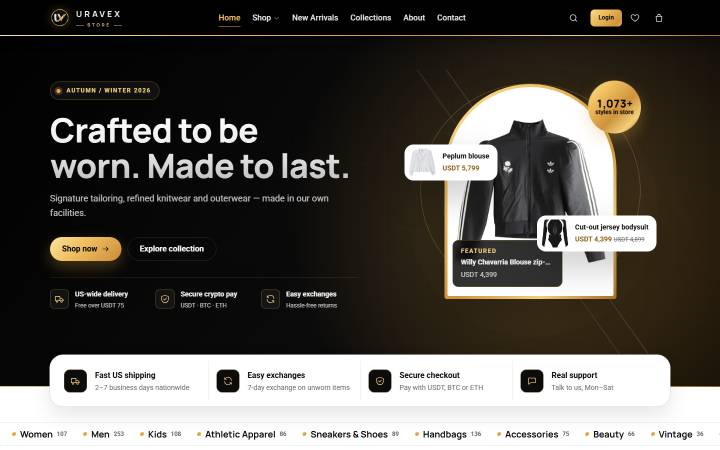 URAVEX
STORE
Home Shop New Arrivals Collections About Contact
Login
AUTUMN / WINTER 2026
Crafted to be
worn. Made to last.
Signature tailoring, refined knitwear and outerwear — made in our own
facilities.
Shop now → Explore collection
US-wide delivery
Free over USDT 75
Secure crypto pay
USDT · BTC · ETH
Easy exchanges
Hassle-free returns
1,073+
styles in store
Peplum blouse
USDT 5,799
Cut-out jersey bodysuit
USDT 4,399 USDT 4,899
FEATURED
Willy Chavarria Blouse zip-…
USDT 4,399
Fast US shipping
2–7 business days nationwide
Easy exchanges
7-day exchange on unworn items
Secure checkout
Pay with USDT, BTC or ETH
Real support
Talk to us, Mon–Sat
Women 107 Men 253 Kids 108 Athletic Apparel 86 Sneakers & Shoes 89 Handbags 136 Accessories 75 Beauty 66 Vintage 36